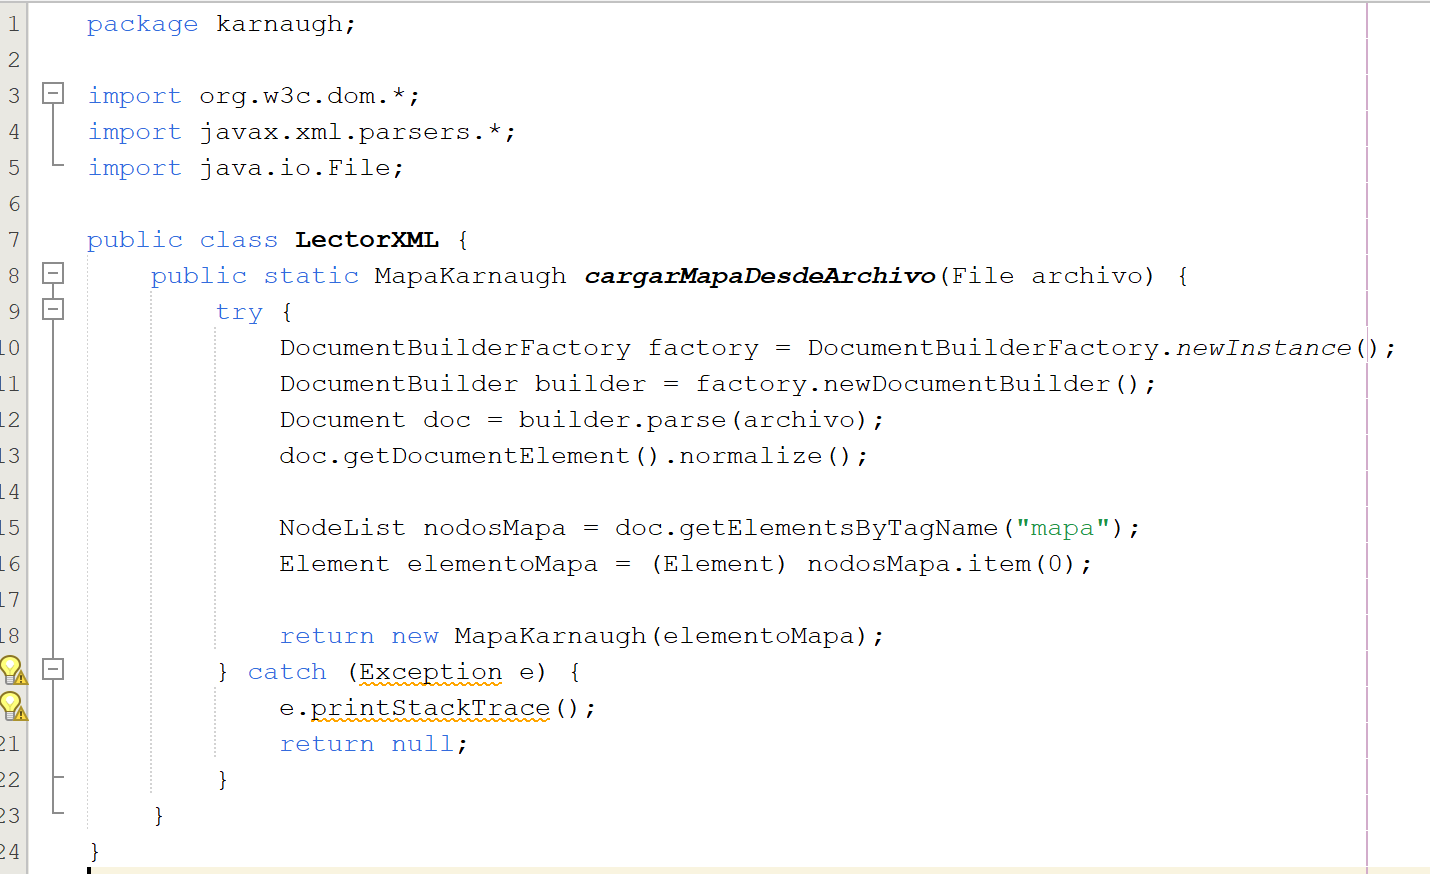 1 package karnaugh;
2
3 import org.w3c.dom.*;
4 import javax.xml.parsers.*;
5 import java.io.File;
6
7 public class LectorXML {
8 public static MapaKarnaugh cargarMapaDesdeArchivo(File archivo) {
9 try {
10 DocumentBuilderFactory factory = DocumentBuilderFactory.newInstance();
11 DocumentBuilder builder = factory.newDocumentBuilder();
12 Document doc = builder.parse(archivo);
13 doc.getDocumentElement().normalize();
14
15 NodeList nodosMapa = doc.getElementsByTagName("mapa");
16 Element elementoMapa = (Element) nodosMapa.item(0);
17
18 return new MapaKarnaugh(elementoMapa);
} catch (Exception e) {
e.printStackTrace();
21 return null;
22 }
23 }
24 }